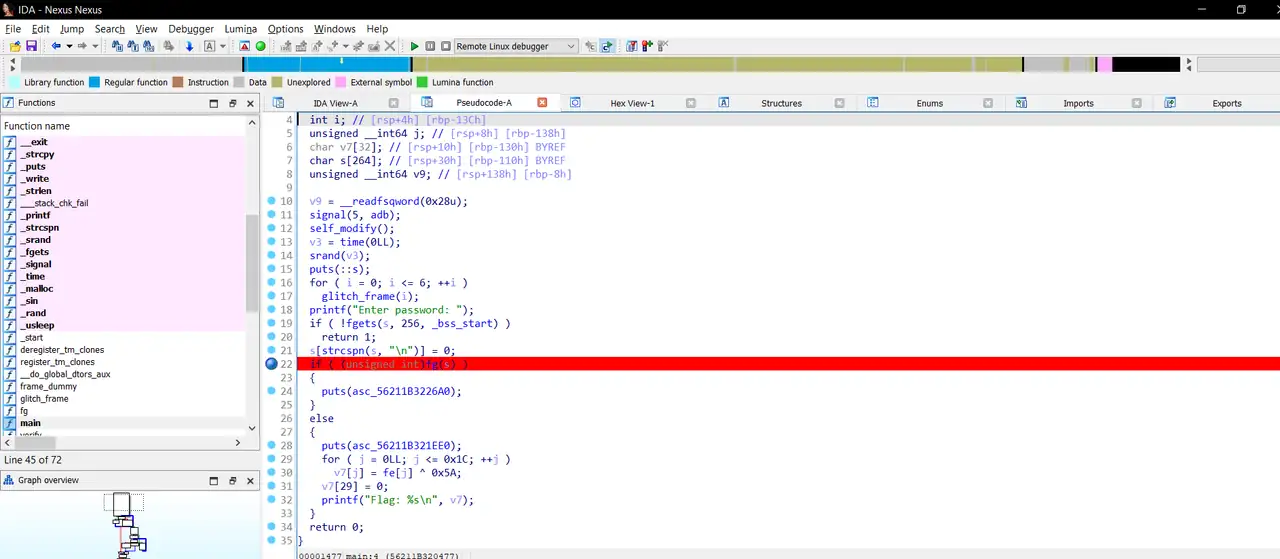 IDA - Nexus Nexus
File Edit Jump Search View Debugger Lumina Options Windows Help
Remote Linux debugger
Library function Regular function Instruction Data Unexplored External symbol Lumina function
Functions
IDA View-A Pseudocode-A Hex View-1 Structures Enums Imports Exports
Function name
__exit
_strcpy
_puts
_write
_strlen
___stack_chk_fail
_printf
_strcspn
_srand
_fgets
_signal
_time
_malloc
_sin
_rand
_usleep
_start
deregister_tm_clones
register_tm_clones
__do_global_dtors_aux
frame_dummy
glitch_frame
fg
main
verify
Line 45 of 72
Graph overview
4 int i; // [rsp+4h] [rbp-13Ch]
5 unsigned __int64 j; // [rsp+8h] [rbp-138h]
6 char v7[32]; // [rsp+10h] [rbp-130h] BYREF
7 char s[264]; // [rsp+30h] [rbp-110h] BYREF
8 unsigned __int64 v9; // [rsp+138h] [rbp-8h]
9
10 v9 = __readfsqword(0x28u);
11 signal(5, adb);
12 self_modify();
13 v3 = time(0LL);
14 srand(v3);
15 puts(::s);
16 for ( i = 0; i <= 6; ++i )
17 glitch_frame(i);
18 printf("Enter password: ");
19 if ( !fgets(s, 256, _bss_start) )
20 return 1;
21 s[strcspn(s, "\n")] = 0;
22 if ( (unsigned int)fg(s) )
23 {
24 puts(asc_56211B3226A0);
25 }
26 else
27 {
28 puts(asc_56211B321EE0);
29 for ( j = 0LL; j <= 0x1C; ++j )
30 v7[j] = fe[j] ^ 0x5A;
31 v7[29] = 0;
32 printf("Flag: %s\n", v7);
33 }
34 return 0;
35 }
00001477 main:4 (56211B320477)